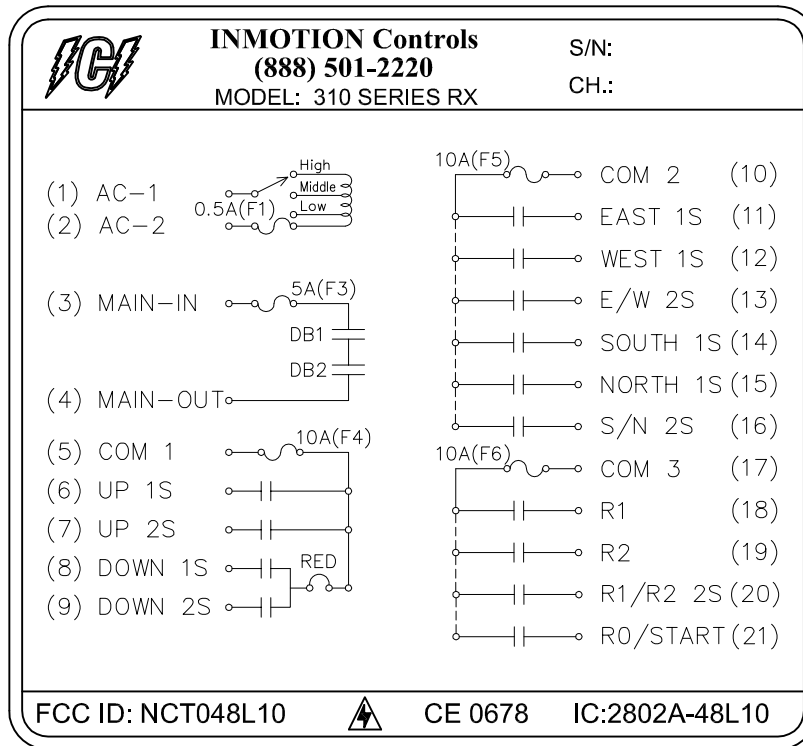 ICI
INMOTION Controls
(888) 501-2220
MODEL: 310 SERIES RX
S/N:
CH.:
(1) AC-1
(2) AC-2
0.5A(F1)
High
Middle
Low
(3) MAIN-IN
5A(F3)
DB1
DB2
(4) MAIN-OUT
(5) COM 1
10A(F4)
(6) UP 1S
(7) UP 2S
(8) DOWN 1S
RED
(9) DOWN 2S
10A(F5)
COM 2 (10)
EAST 1S (11)
WEST 1S (12)
E/W 2S (13)
SOUTH 1S (14)
NORTH 1S (15)
S/N 2S (16)
10A(F6)
COM 3 (17)
R1 (18)
R2 (19)
R1/R2 2S (20)
R0/START (21)
FCC ID: NCT048L10
CE 0678
IC:2802A-48L10